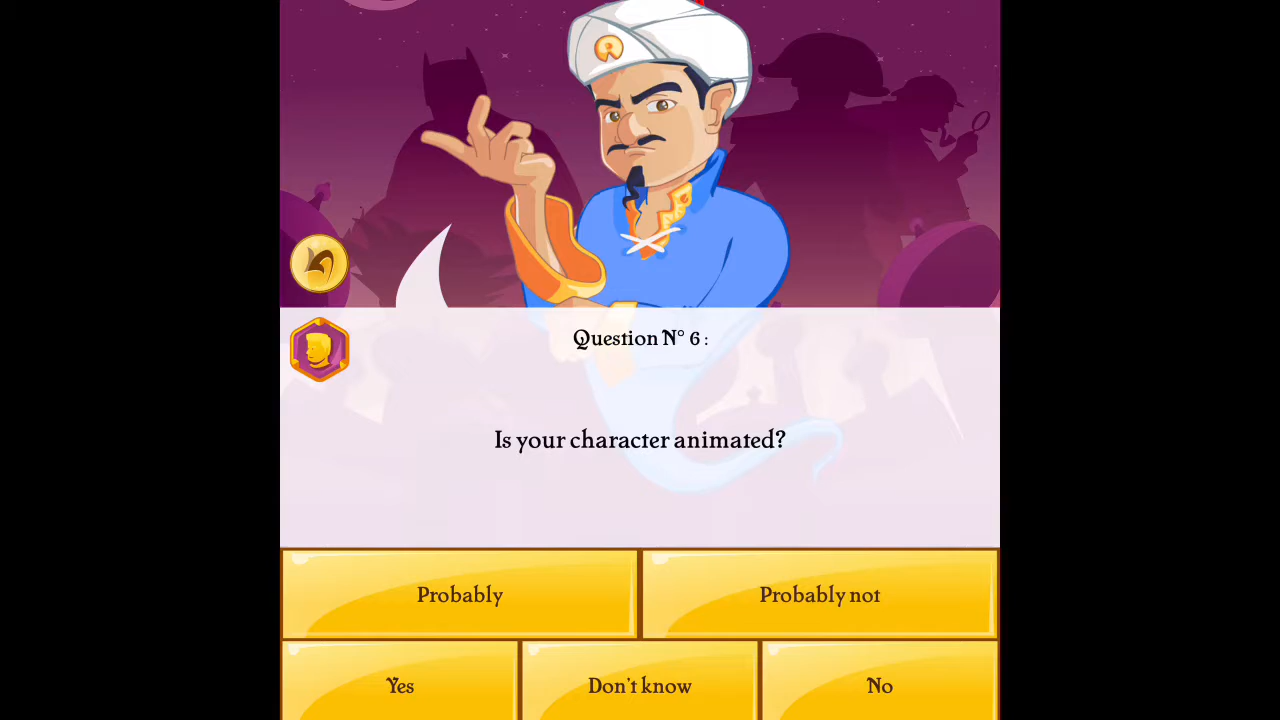 Question N° 6 :
Is your character animated?
Probably
Probably not
Yes
Don't know
No